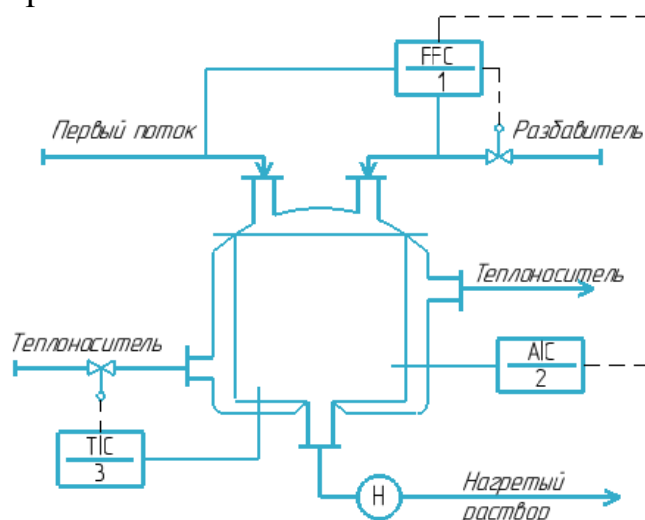 FFC
1
Первый поток
Разбавитель
Теплоноситель
Теплоноситель
AIC
2
TIC
3
Н
Нагретый
раствор